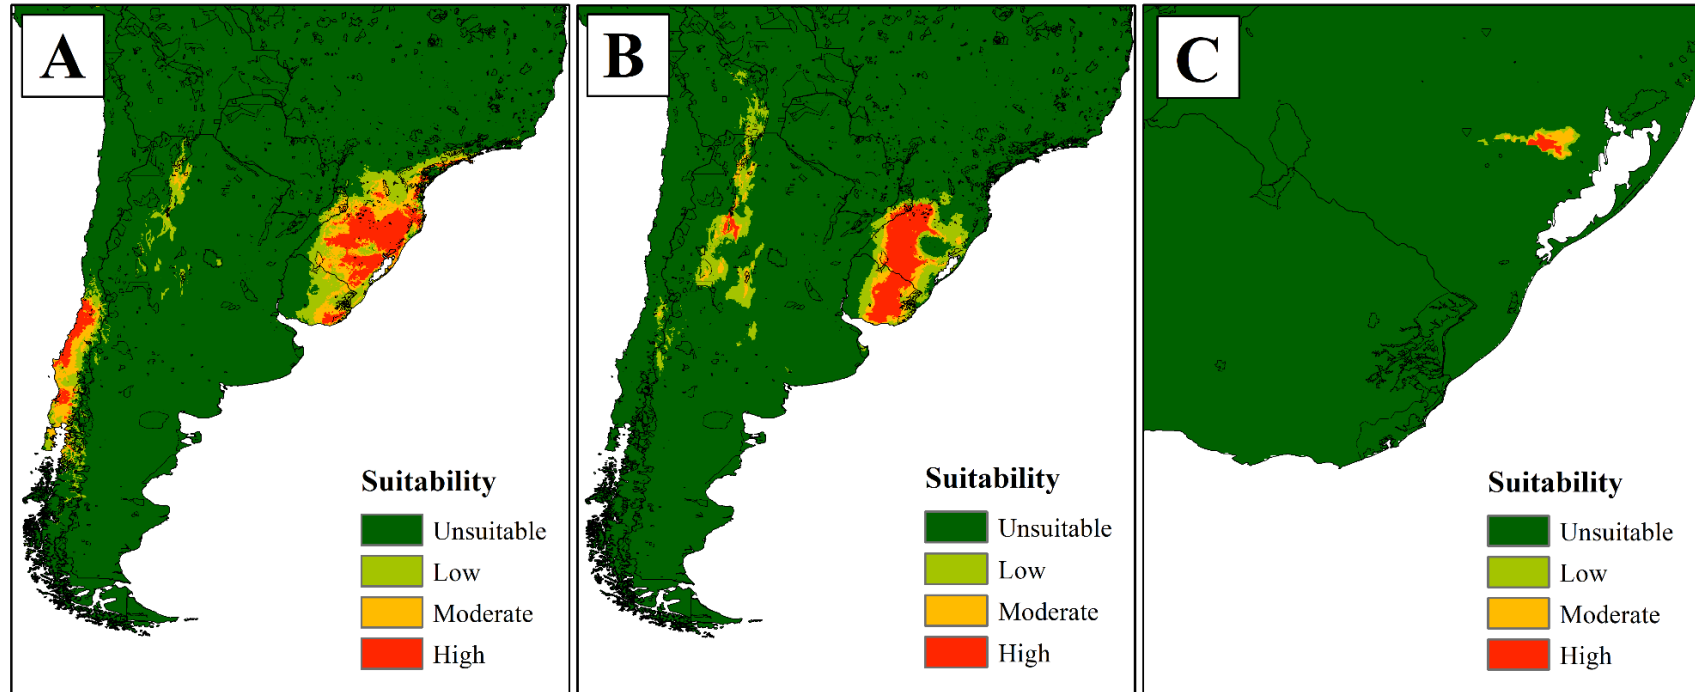 A
Suitability
Unsuitable
Low
Moderate
High
B
Suitability
Unsuitable
Low
Moderate
High
C
Suitability
Unsuitable
Low
Moderate
High